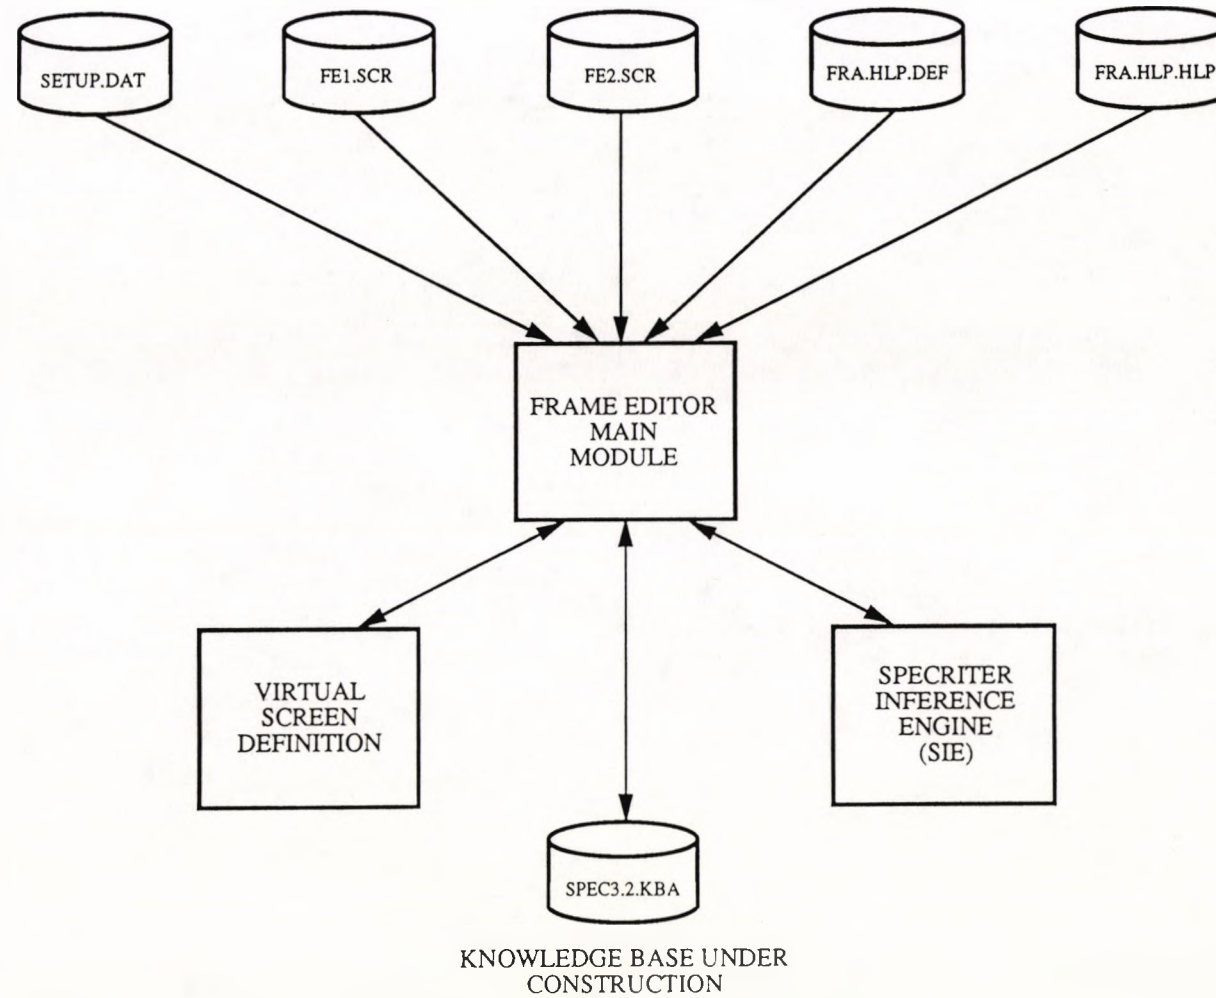 SETUP.DAT
FE1.SCR
FE2.SCR
FRA.HLP.DEF
FRA.HLP.HLP
FRAME EDITOR
MAIN
MODULE
VIRTUAL
SCREEN
DEFINITION
SPECRITER
INFERENCE
ENGINE
(SIE)
SPEC3.2.KBA
KNOWLEDGE BASE UNDER
CONSTRUCTION